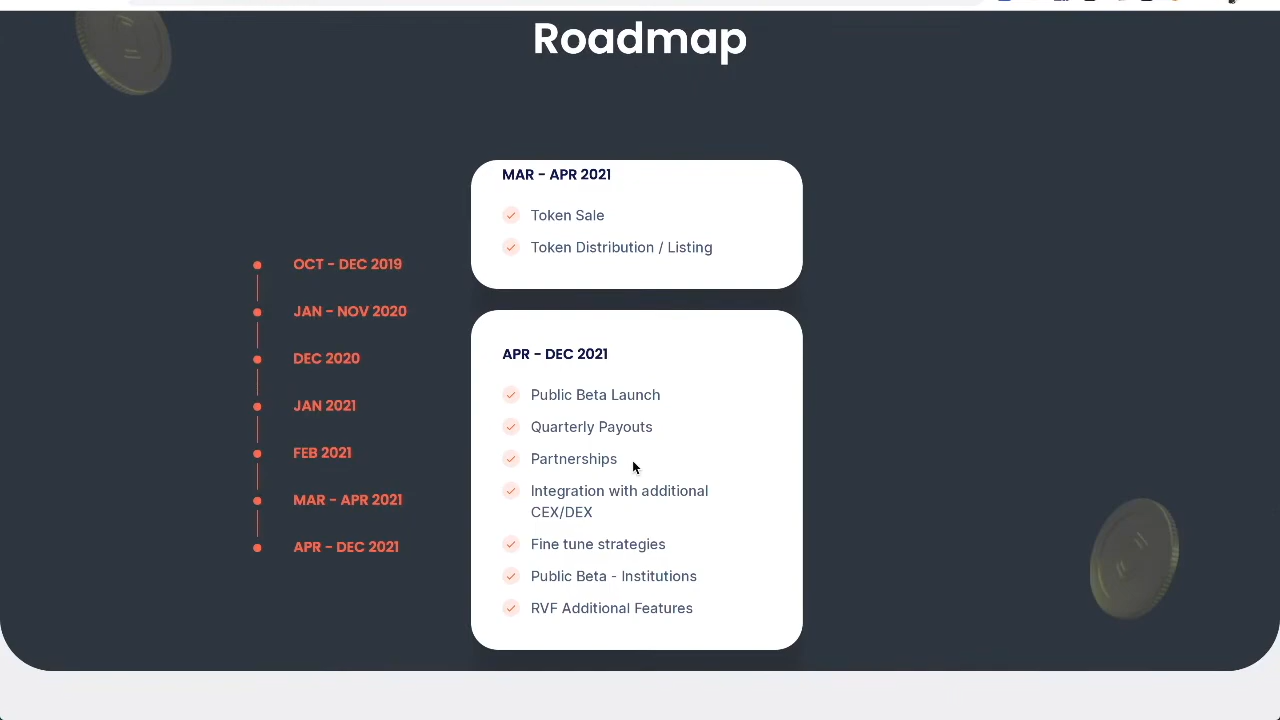 Roadmap
OCT - DEC 2019
JAN - NOV 2020
DEC 2020
JAN 2021
FEB 2021
MAR - APR 2021
APR - DEC 2021
MAR - APR 2021
Token Sale
Token Distribution / Listing
APR - DEC 2021
Public Beta Launch
Quarterly Payouts
Partnerships
Integration with additional
CEX/DEX
Fine tune strategies
Public Beta - Institutions
RVF Additional Features